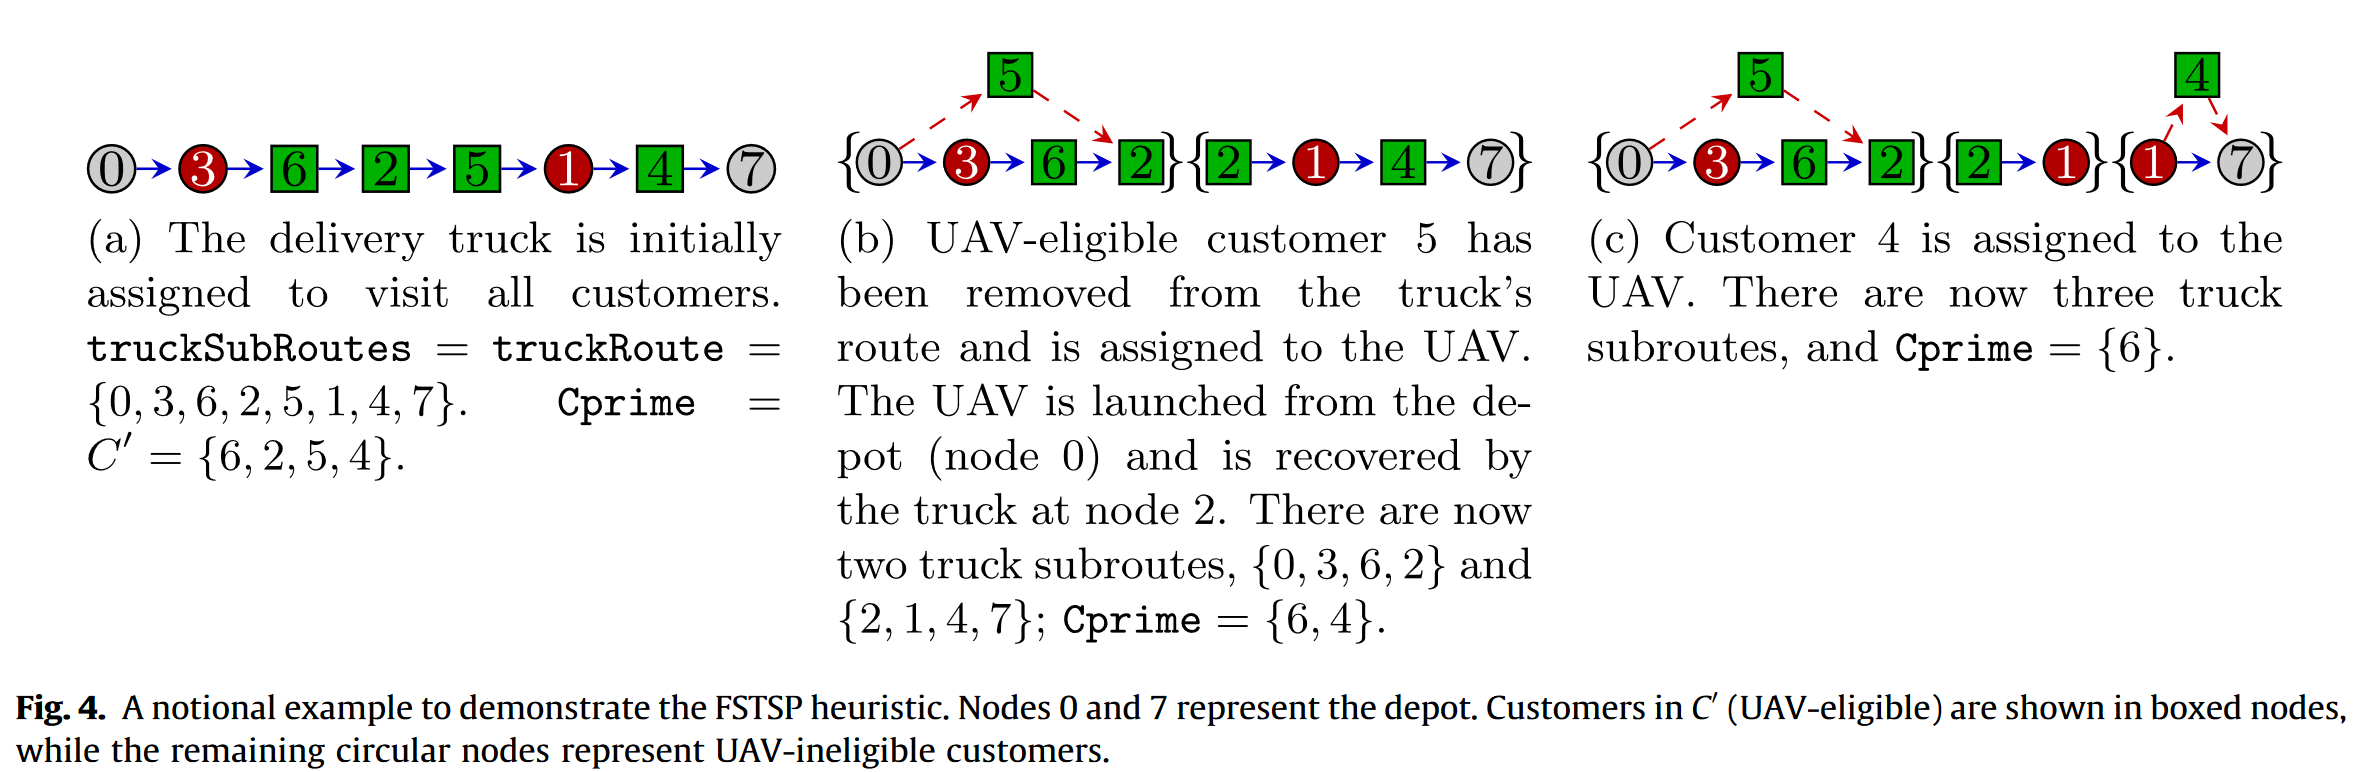 5
5
4
0 3 6 2 5 1 4 7
{0 3 6 2}{2 1 4 7}
{0 3 6 2}{2 1}{1 7}
(a) The delivery truck is initially
assigned to visit all customers.
truckSubRoutes = truckRoute =
{0, 3, 6, 2, 5, 1, 4, 7}. Cprime =
C′ = {6, 2, 5, 4}.
(b) UAV-eligible customer 5 has
been removed from the truck's
route and is assigned to the UAV.
The UAV is launched from the de-
pot (node 0) and is recovered by
the truck at node 2. There are now
two truck subroutes, {0, 3, 6, 2} and
{2, 1, 4, 7}; Cprime = {6, 4}.
(c) Customer 4 is assigned to the
UAV. There are now three truck
subroutes, and Cprime = {6}.
Fig. 4. A notional example to demonstrate the FSTSP heuristic. Nodes 0 and 7 represent the depot. Customers in C′ (UAV-eligible) are shown in boxed nodes,
while the remaining circular nodes represent UAV-ineligible customers.